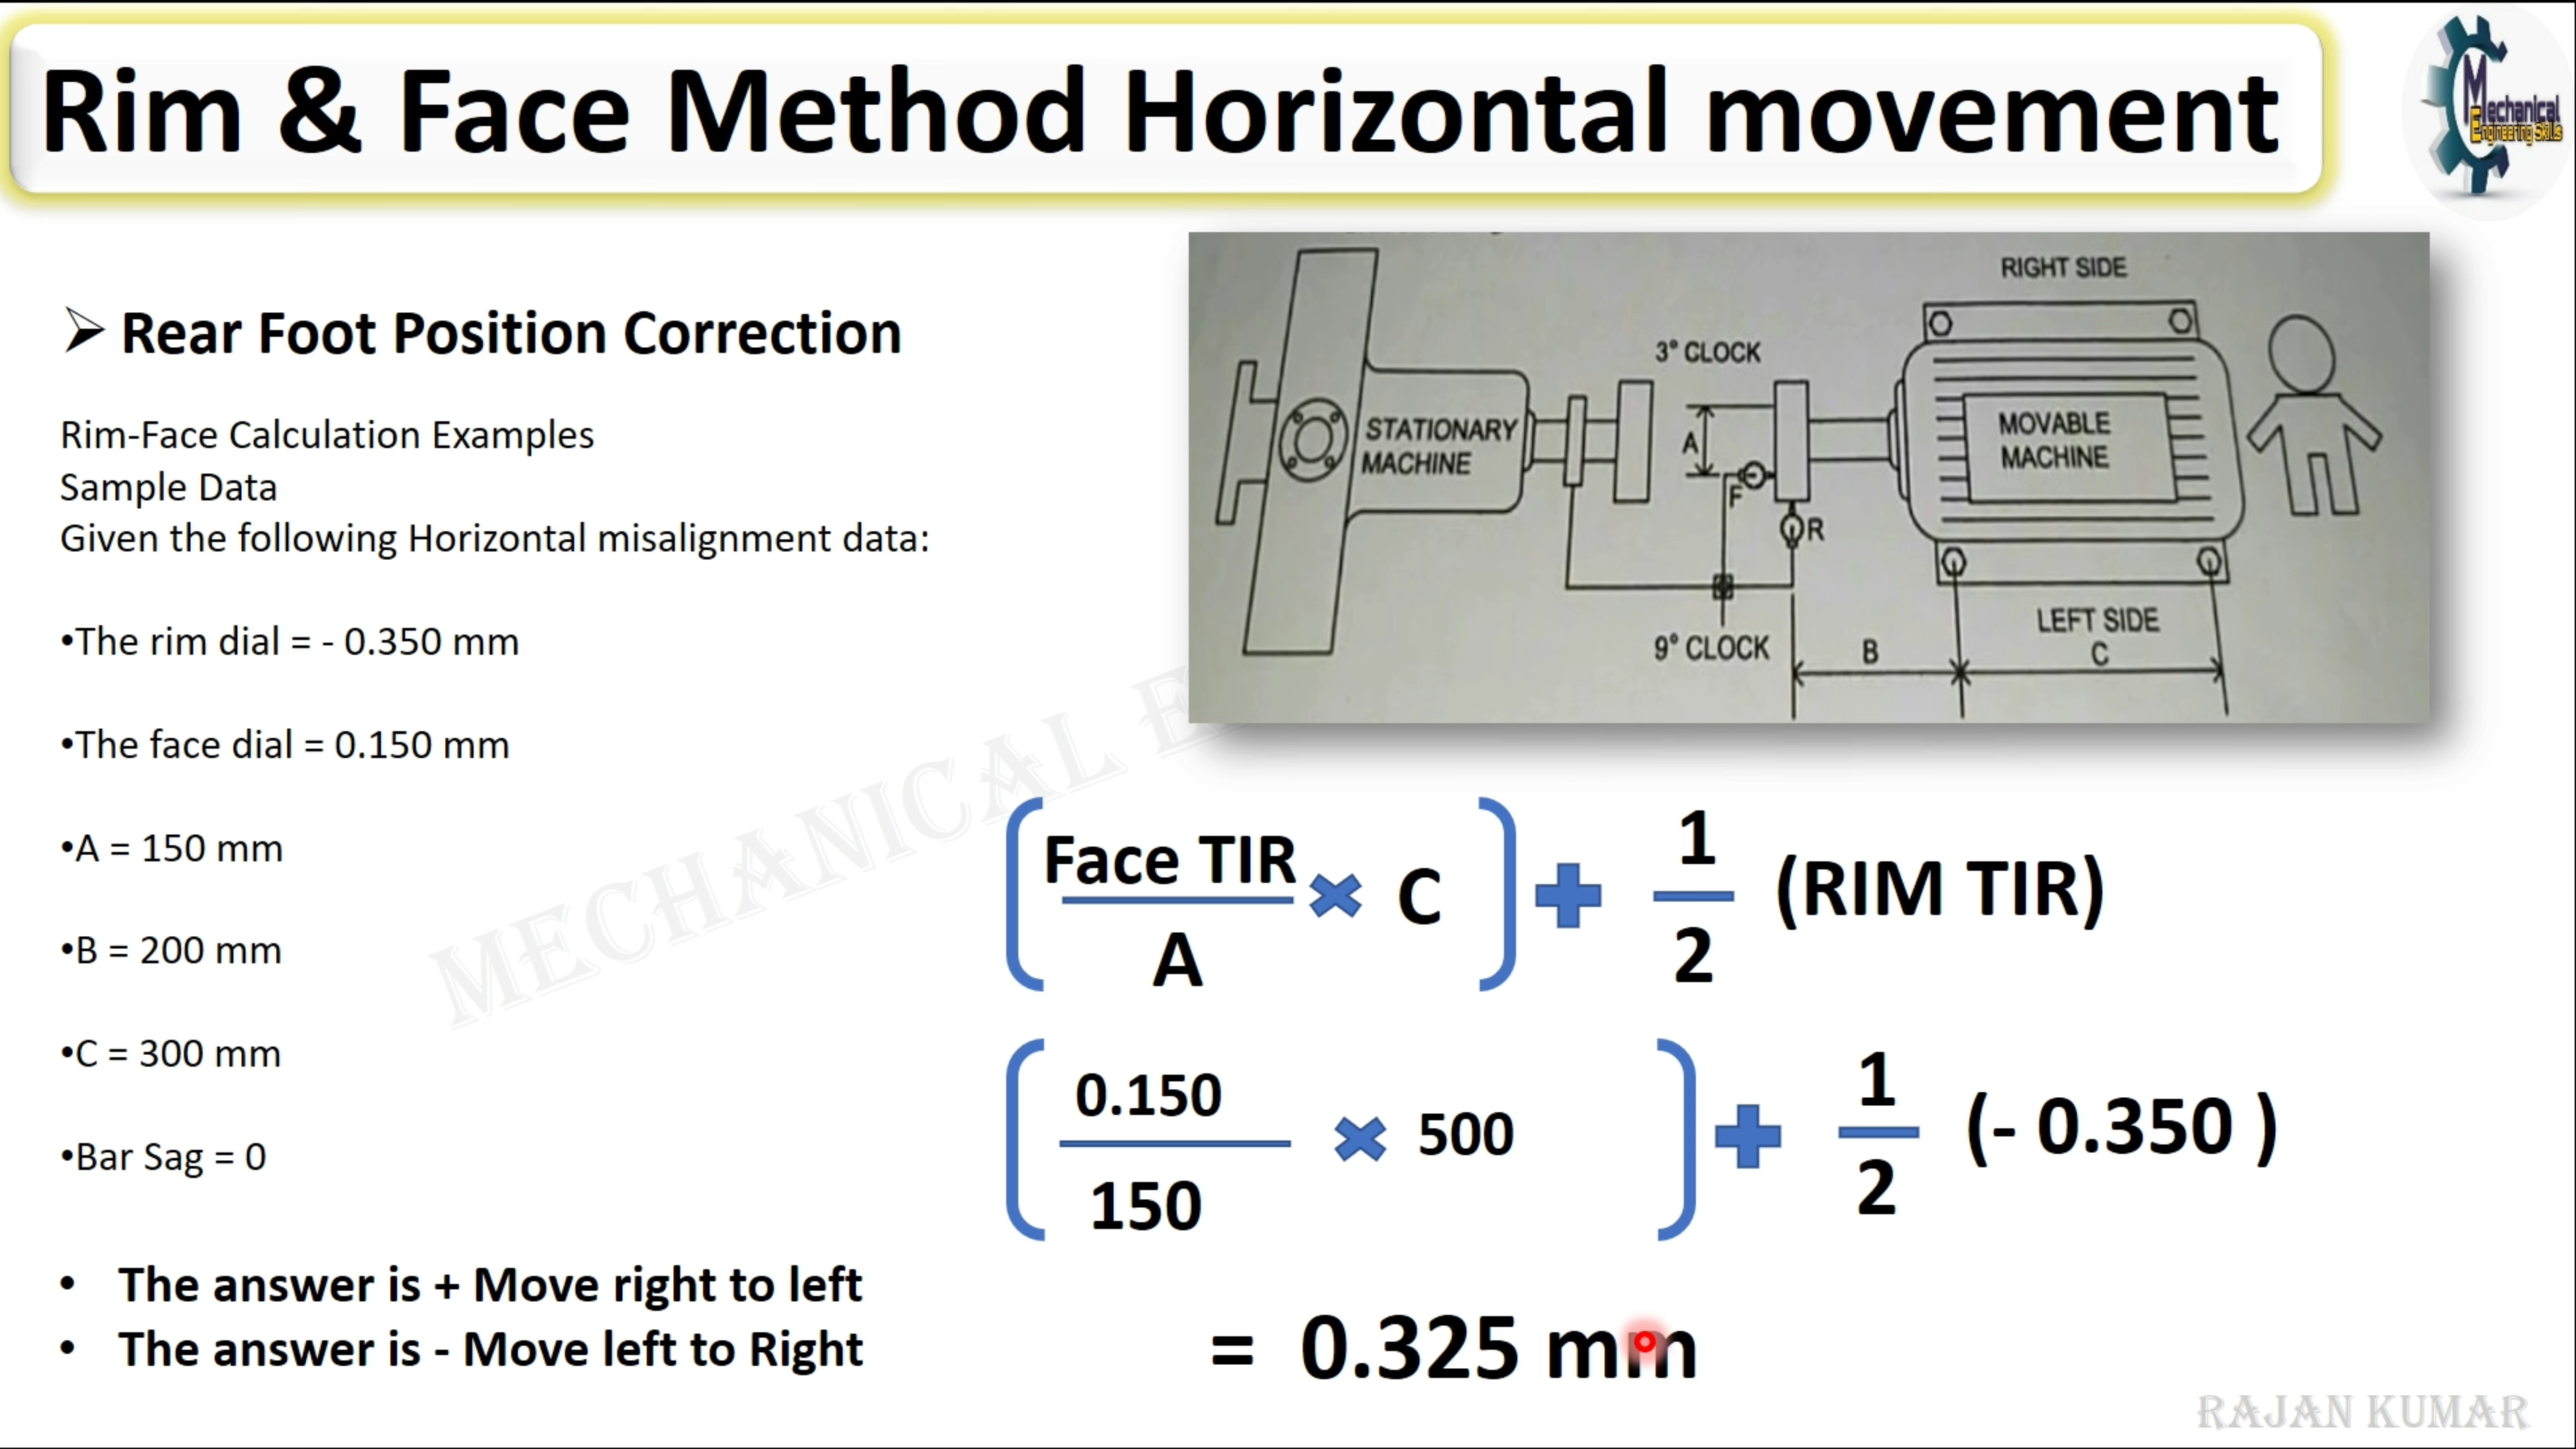 Rim & Face Method Horizontal movement
Mechanical
Engineering Skills
➢ Rear Foot Position Correction
Rim-Face Calculation Examples
Sample Data
Given the following Horizontal misalignment data:
•The rim dial = - 0.350 mm
•The face dial = 0.150 mm
•A = 150 mm
•B = 200 mm
•C = 300 mm
•Bar Sag = 0
• The answer is + Move right to left
• The answer is - Move left to Right
RIGHT SIDE
3° CLOCK
STATIONARY
MACHINE
A
F
R
MOVABLE
MACHINE
9° CLOCK
B
LEFT SIDE
C
Face TIR
A
× C
+
1
2
(RIM TIR)
0.150
150
× 500
+
1
2
(- 0.350 )
= 0.325 mm
MECHANICAL E
RAJAN KUMAR